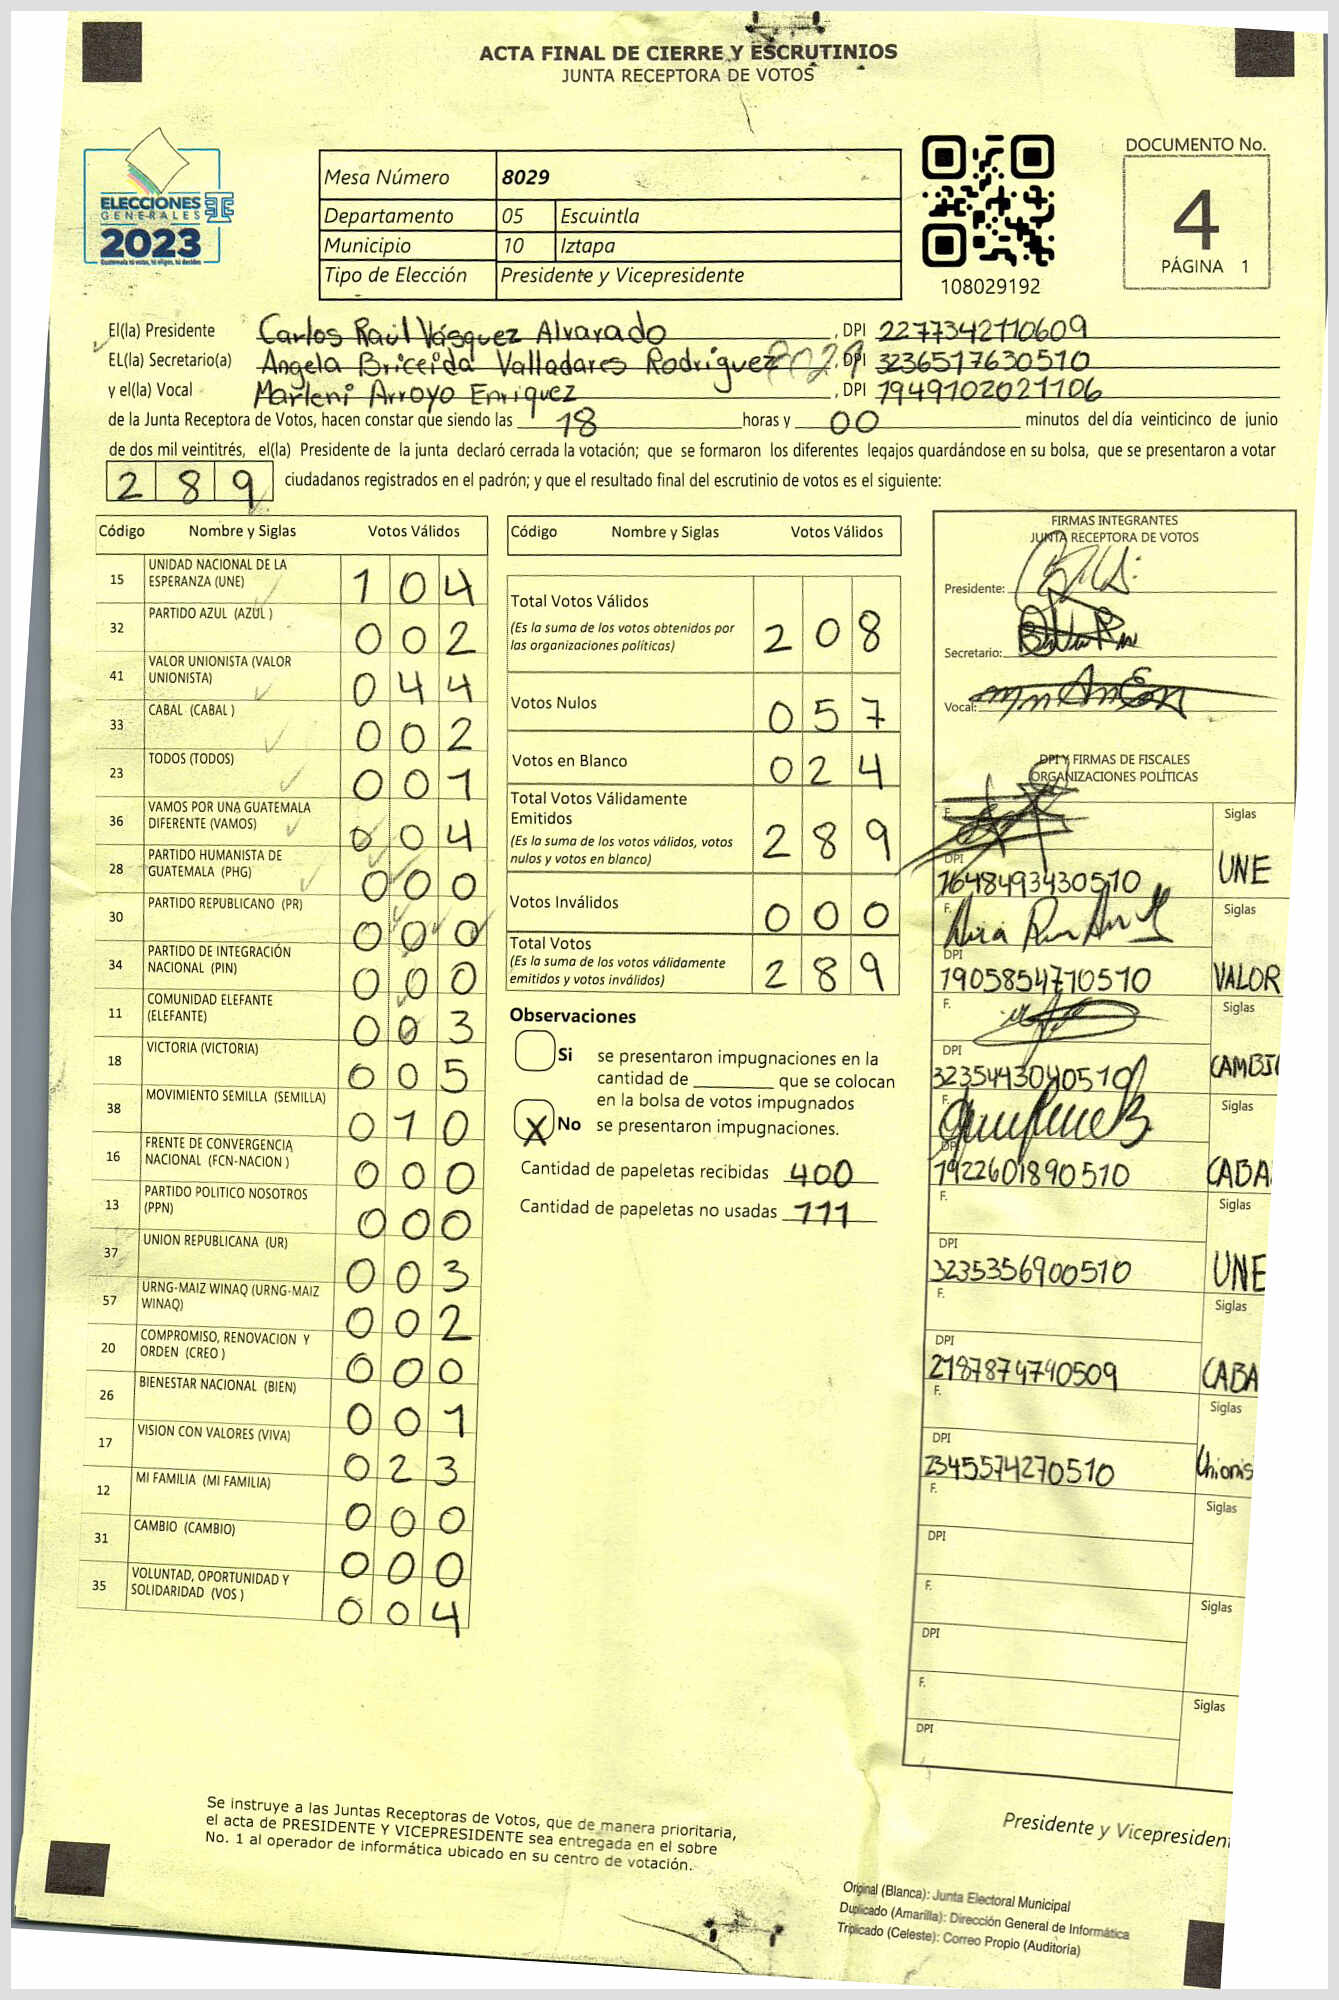 ACTA FINAL DE CIERRE Y ESCRUTINIOS
JUNTA RECEPTORA DE VOTOS
ELECCIONES
GENERALES
2023
Guatemala tú votas, tú eliges, tú decides
Mesa Número 8029
Departamento 05 Escuintla
Municipio 10 Iztapa
Tipo de Elección Presidente y Vicepresidente
108029192
DOCUMENTO No.
4
PÁGINA 1
El(la) Presidente Carlos Raúl Vásquez Alvarado, DPI 2277342110609
EL(la) Secretario(a) Angela Briceida Valladares Rodríguez 8029, DPI 3236517630510
y el(la) Vocal Marleni Arroyo Enriquez, DPI 1949102021106
de la Junta Receptora de Votos, hacen constar que siendo las 18 horas y 00 minutos del día veinticinco de junio
de dos mil veintitrés, el(la) Presidente de la junta declaró cerrada la votación; que se formaron los diferentes legajos guardándose en su bolsa, que se presentaron a votar
289 ciudadanos registrados en el padrón; y que el resultado final del escrutinio de votos es el siguiente:
Código Nombre y Siglas Votos Válidos
15 UNIDAD NACIONAL DE LA ESPERANZA (UNE) 104
32 PARTIDO AZUL (AZUL ) 002
41 VALOR UNIONISTA (VALOR UNIONISTA) 044
33 CABAL (CABAL ) 002
23 TODOS (TODOS) 001
36 VAMOS POR UNA GUATEMALA DIFERENTE (VAMOS) 004
28 PARTIDO HUMANISTA DE GUATEMALA (PHG) 000
30 PARTIDO REPUBLICANO (PR) 000
34 PARTIDO DE INTEGRACIÓN NACIONAL (PIN) 000
11 COMUNIDAD ELEFANTE (ELEFANTE) 003
18 VICTORIA (VICTORIA) 005
38 MOVIMIENTO SEMILLA (SEMILLA) 010
16 FRENTE DE CONVERGENCIA NACIONAL (FCN-NACION ) 000
13 PARTIDO POLITICO NOSOTROS (PPN) 000
37 UNION REPUBLICANA (UR) 003
57 URNG-MAIZ WINAQ (URNG-MAIZ WINAQ) 002
20 COMPROMISO, RENOVACION Y ORDEN (CREO ) 000
26 BIENESTAR NACIONAL (BIEN) 001
17 VISION CON VALORES (VIVA) 023
12 MI FAMILIA (MI FAMILIA) 000
31 CAMBIO (CAMBIO) 000
35 VOLUNTAD, OPORTUNIDAD Y SOLIDARIDAD (VOS ) 004
Código Nombre y Siglas Votos Válidos
Total Votos Válidos 208
(Es la suma de los votos obtenidos por
las organizaciones políticas)
Votos Nulos 057
Votos en Blanco 024
Total Votos Válidamente
Emitidos 289
(Es la suma de los votos válidos, votos
nulos y votos en blanco)
Votos Inválidos 000
Total Votos 289
(Es la suma de los votos válidamente
emitidos y votos inválidos)
Observaciones
Si se presentaron impugnaciones en la
cantidad de ________ que se colocan
en la bolsa de votos impugnados
X No se presentaron impugnaciones.
Cantidad de papeletas recibidas 400
Cantidad de papeletas no usadas 111
FIRMAS INTEGRANTES
JUNTA RECEPTORA DE VOTOS
Presidente:
Secretario:
Vocal:
DPI Y FIRMAS DE FISCALES
ORGANIZACIONES POLÍTICAS
F. Siglas
DPI
1648493430510 UNE
F. Siglas
DPI
1905854710510 VALOR
F. Siglas
DPI
3235443040510 CAMBIO
F. Siglas
DPI
1922601890510 CABA
F. Siglas
DPI
3235356900510 UNE
F. Siglas
DPI
2187874740509 CABA
F. Siglas
DPI
2345574270510 Unionis
F. Siglas
DPI
F. Siglas
DPI
F. Siglas
DPI
Se instruye a las Juntas Receptoras de Votos, que de manera prioritaria,
el acta de PRESIDENTE Y VICEPRESIDENTE sea entregada en el sobre
No. 1 al operador de informática ubicado en su centro de votación.
Presidente y Vicepresident
Original (Blanca): Junta Electoral Municipal
Duplicado (Amarilla): Dirección General de Informática
Triplicado (Celeste): Correo Propio (Auditoría)